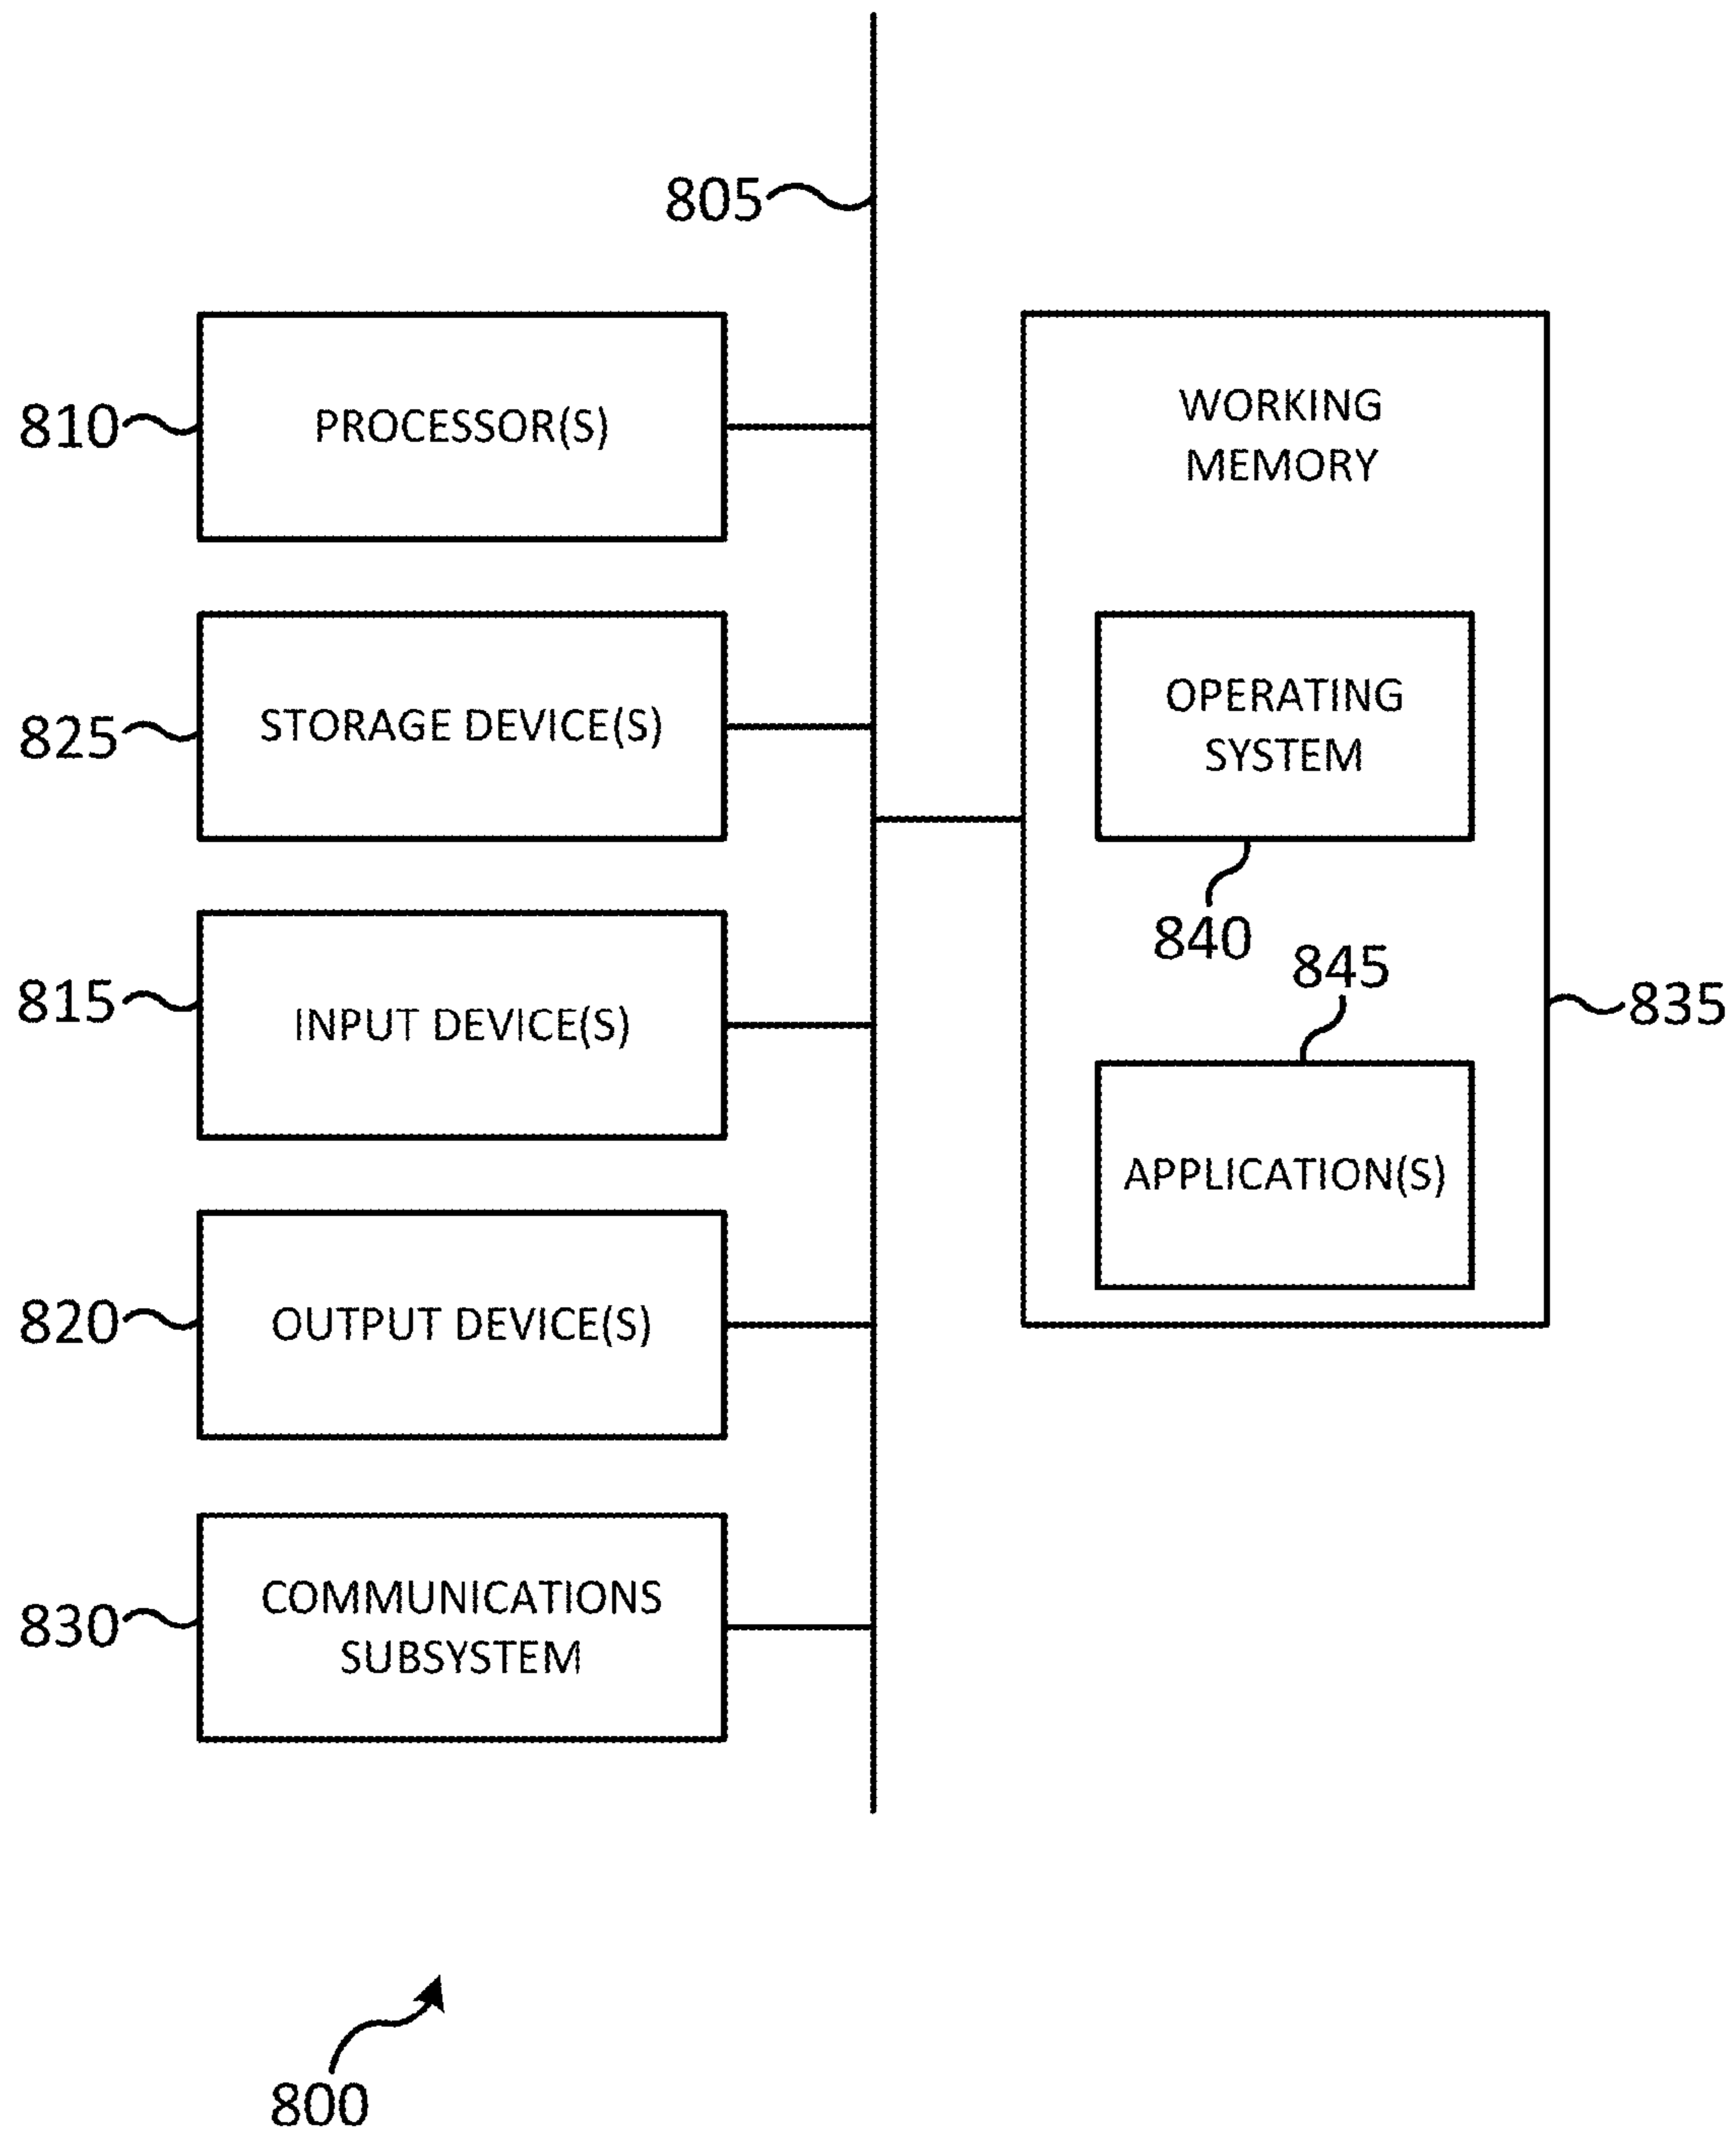 805
810
PROCESSOR(S)
WORKING
MEMORY
825
STORAGE DEVICE(S)
OPERATING
SYSTEM
840
815
INPUT DEVICE(S)
845
835
APPLICATION(S)
820
OUTPUT DEVICE(S)
830
COMMUNICATIONS
SUBSYSTEM
800